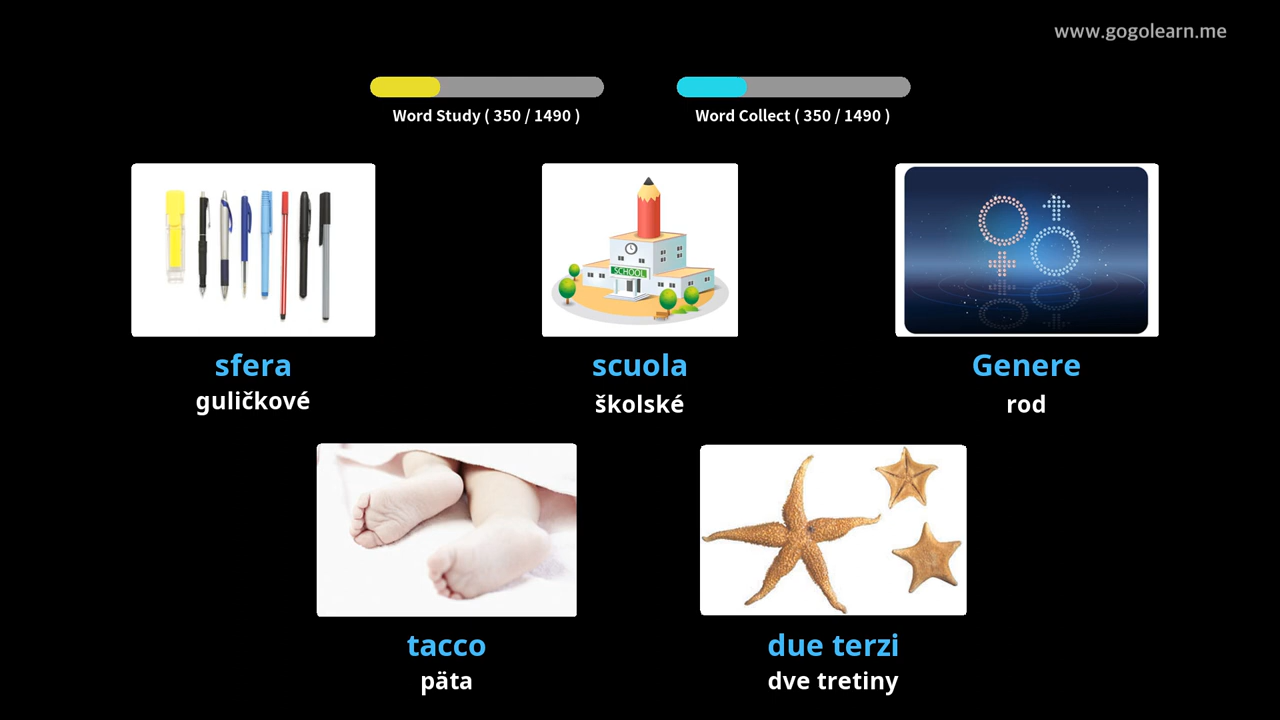 www.gogolearn.me
Word Study ( 350 / 1490 )
Word Collect ( 350 / 1490 )
SCHOOL
sfera
guličkové
scuola
školské
Genere
rod
tacco
päta
due terzi
dve tretiny